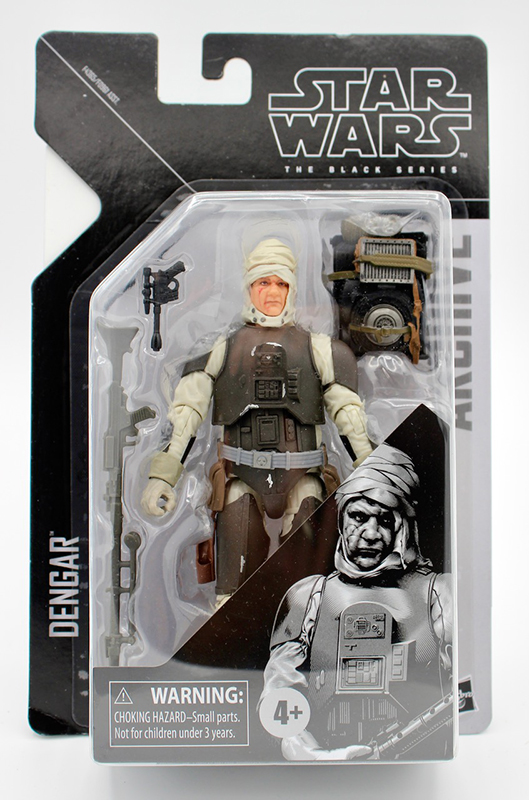 STAR
WARS
THE BLACK SERIES
ARCHIVE
DENGAR
WARNING:
CHOKING HAZARD–Small parts.
Not for children under 3 years.
4+